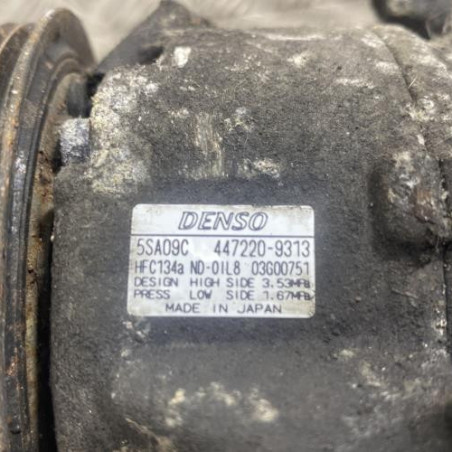 DENSO
5SA09C 447220-9313
HFC134a ND-OIL8 03G00751
DESIGN HIGH SIDE 3.53MPa
PRESS LOW SIDE 1.67MPa
MADE IN JAPAN